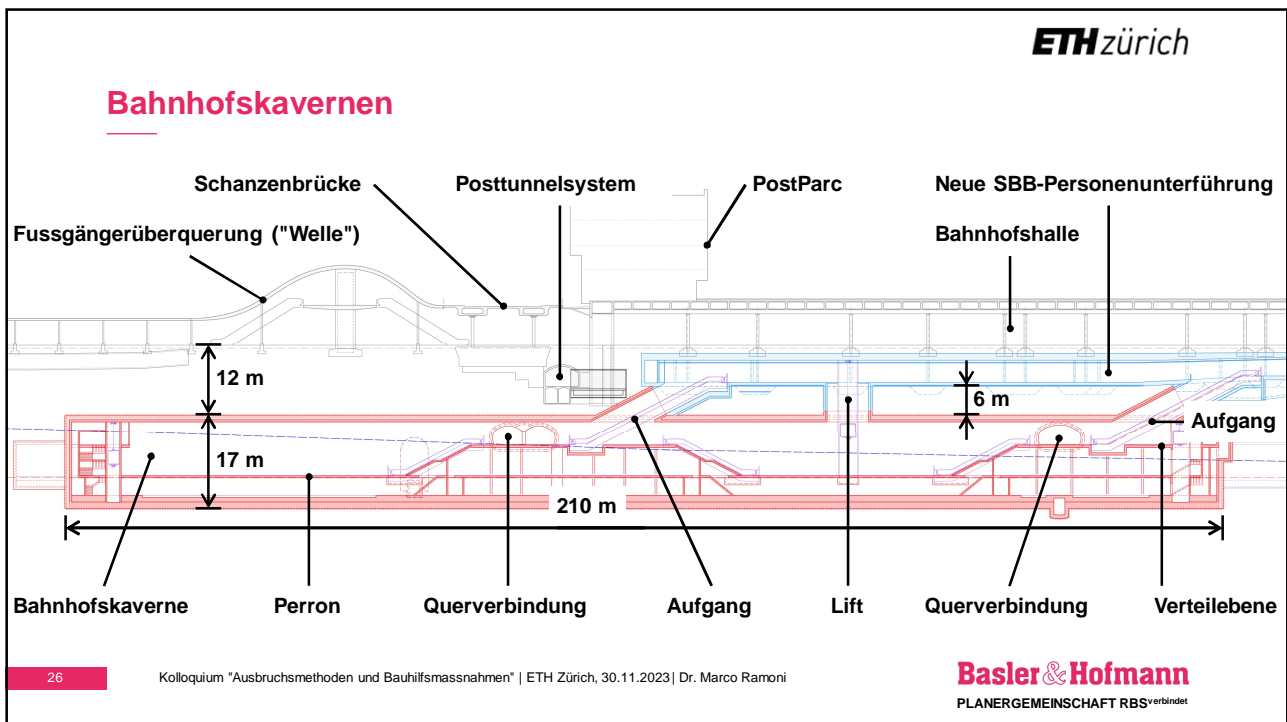 ETH zürich
Bahnhofskavernen
Schanzenbrücke
Posttunnelsystem
PostParc
Neue SBB-Personenunterführung
Fussgängerüberquerung ("Welle")
Bahnhofshalle
12 m
6 m
Aufgang
17 m
210 m
Bahnhofskaverne
Perron
Querverbindung
Aufgang
Lift
Querverbindung
Verteilebene
26
Kolloquium "Ausbruchsmethoden und Bauhilfsmassnahmen" | ETH Zürich, 30.11.2023| Dr. Marco Ramoni
Basler & Hofmann
PLANERGEMEINSCHAFT RBSverbindet